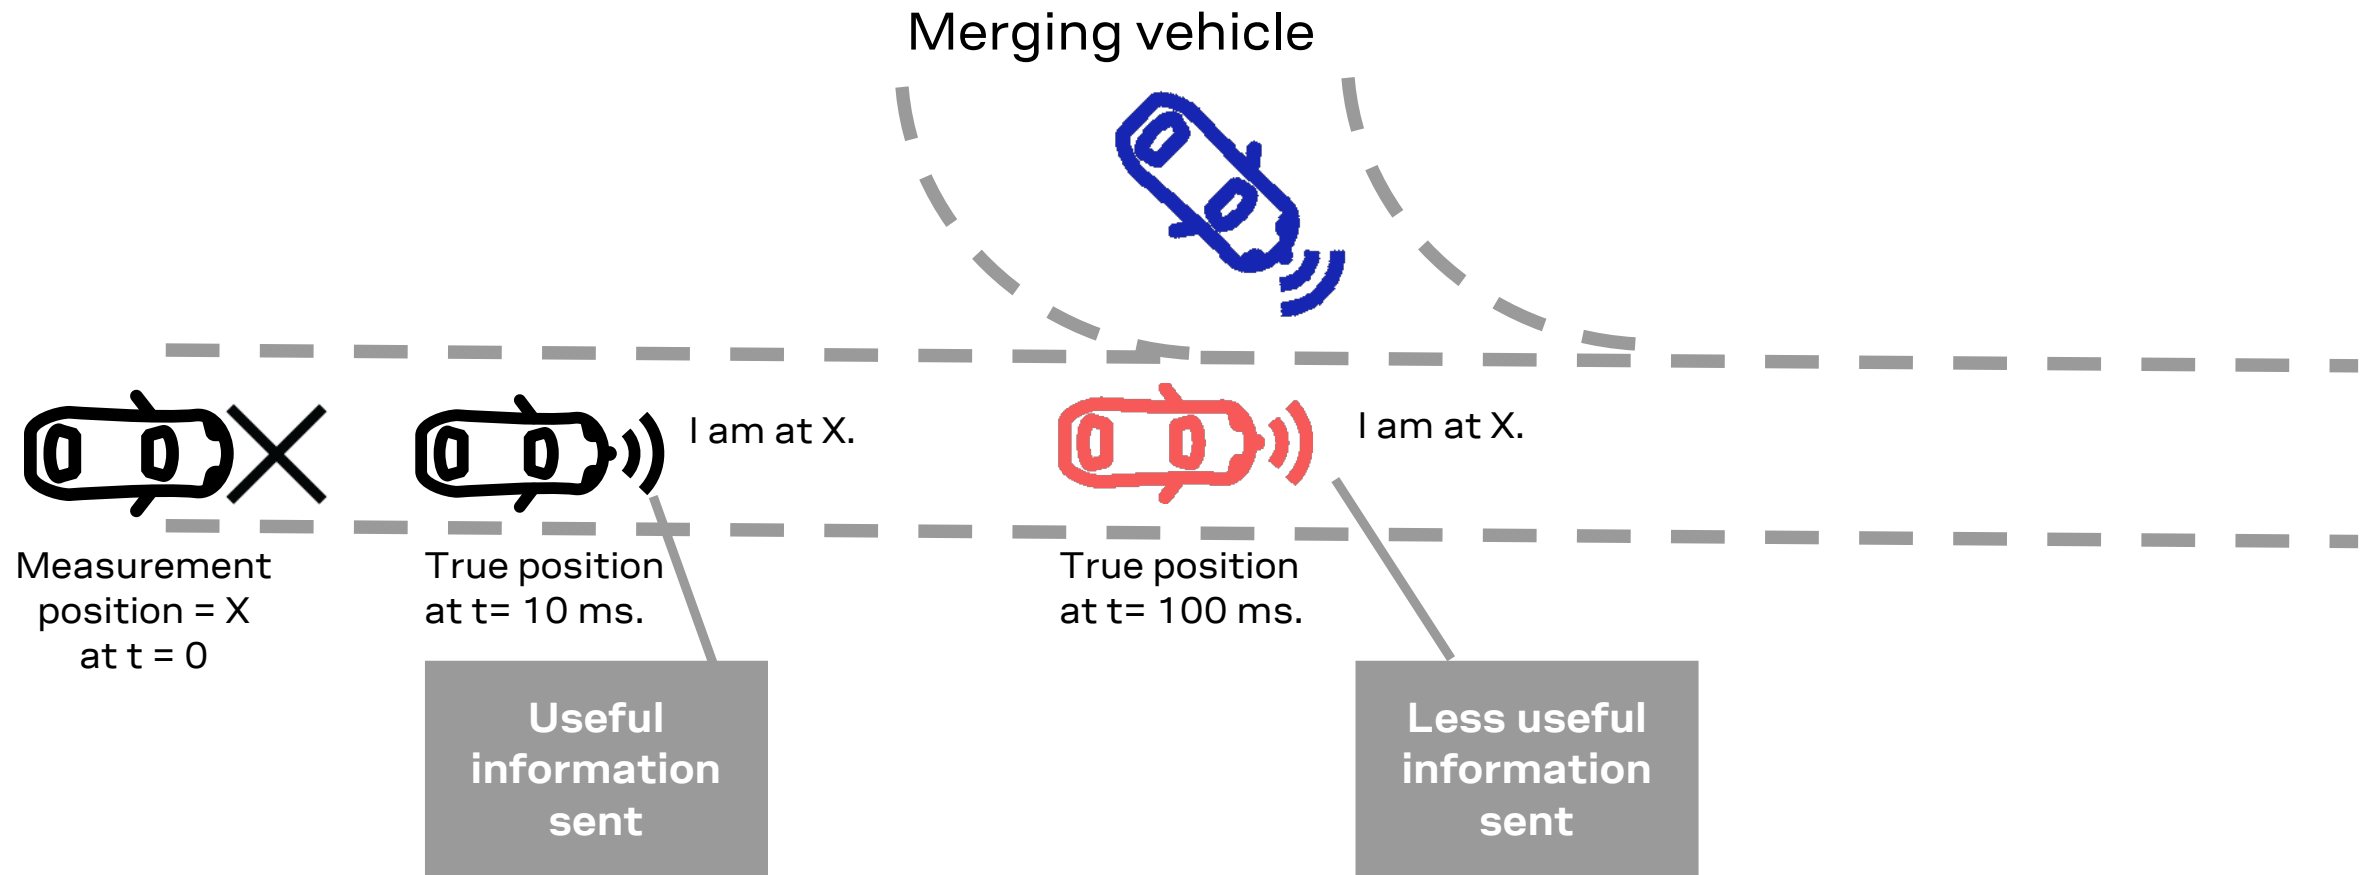 Merging vehicle
I am at X.
I am at X.
Measurement
position = X
at t = 0
True position
at t= 10 ms.
True position
at t= 100 ms.
Useful
information
sent
Less useful
information
sent